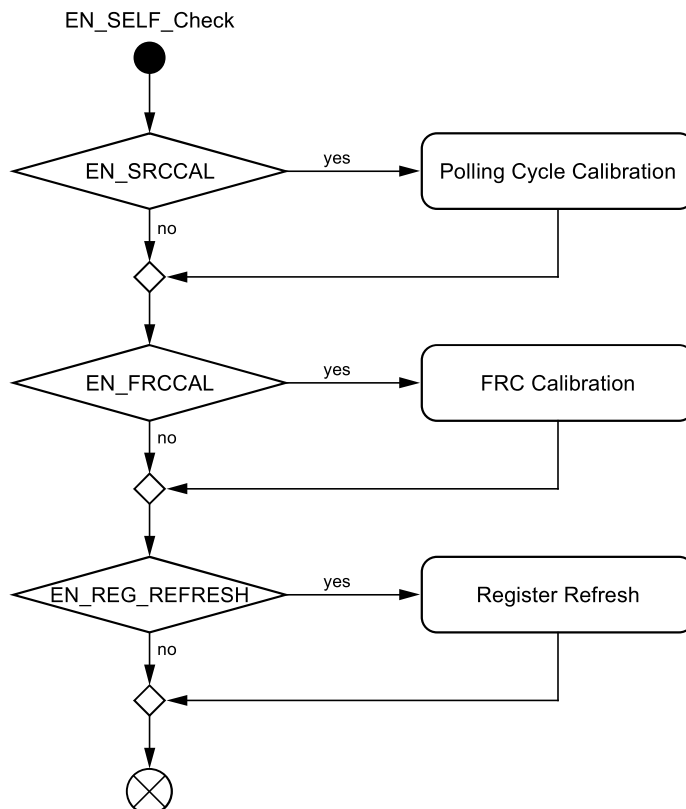 EN_SELF_Check
EN_SRCCAL
yes
Polling Cycle Calibration
no
EN_FRCCAL
yes
FRC Calibration
no
EN_REG_REFRESH
yes
Register Refresh
no